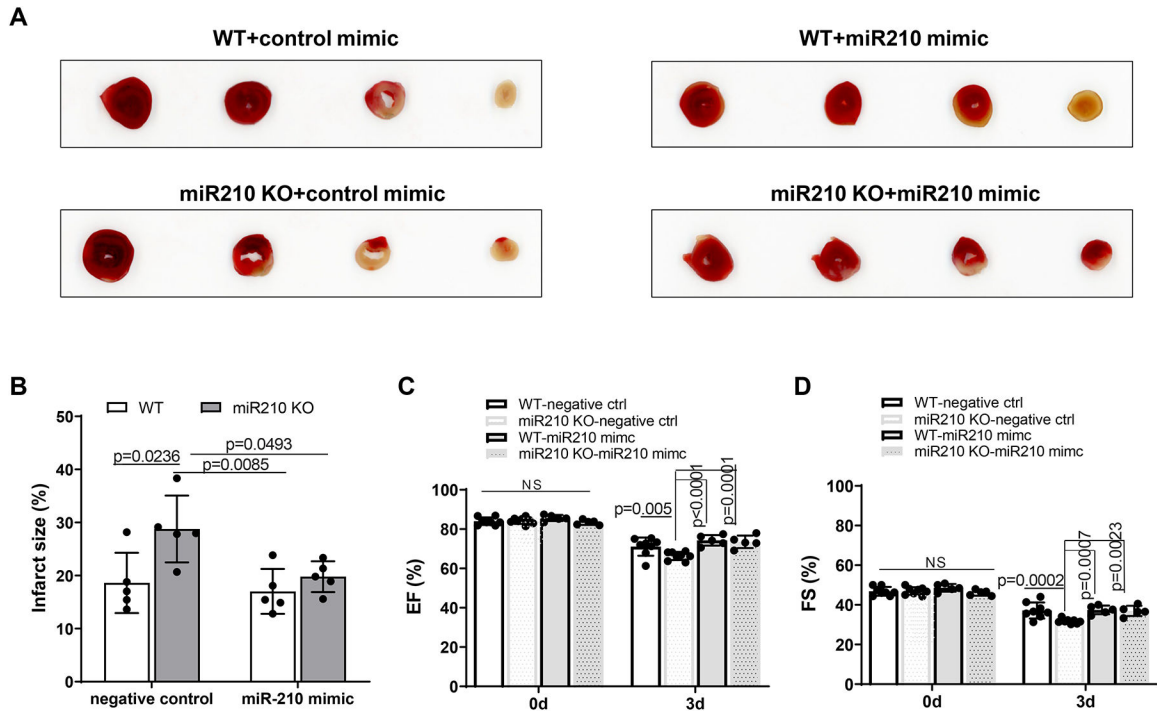 A
WT+control mimic
WT+miR210 mimic
miR210 KO+control mimic
miR210 KO+miR210 mimic
B
WT
miR210 KO
Infarct size (%)
50
40
30
20
10
0
p=0.0236
p=0.0493
p=0.0085
negative control
miR-210 mimic
C
WT-negative ctrl
miR210 KO-negative ctrl
WT-miR210 mimc
miR210 KO-miR210 mimc
EF (%)
100
80
60
40
20
0
NS
p=0.005
p<0.0001
p=0.0001
0d
3d
D
WT-negative ctrl
miR210 KO-negative ctrl
WT-miR210 mimc
miR210 KO-miR210 mimc
FS (%)
100
80
60
40
20
0
NS
p=0.0002
p=0.0007
p=0.0023
0d
3d